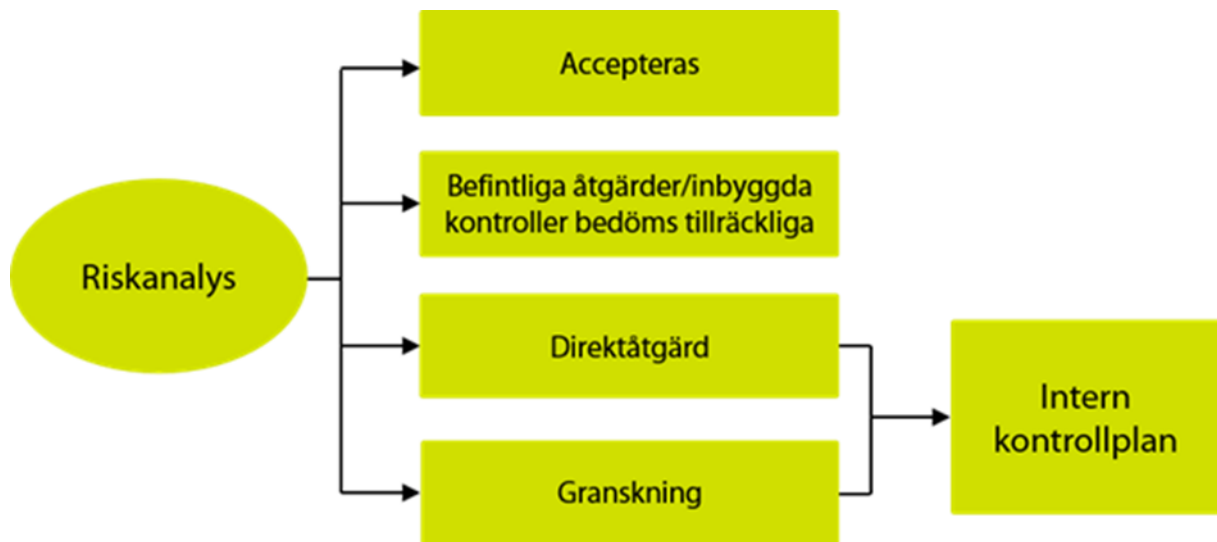 Accepteras
Befintliga åtgärder/inbyggda
kontroller bedöms tillräckliga
Riskanalys
Direktåtgärd
Intern
kontrollplan
Granskning